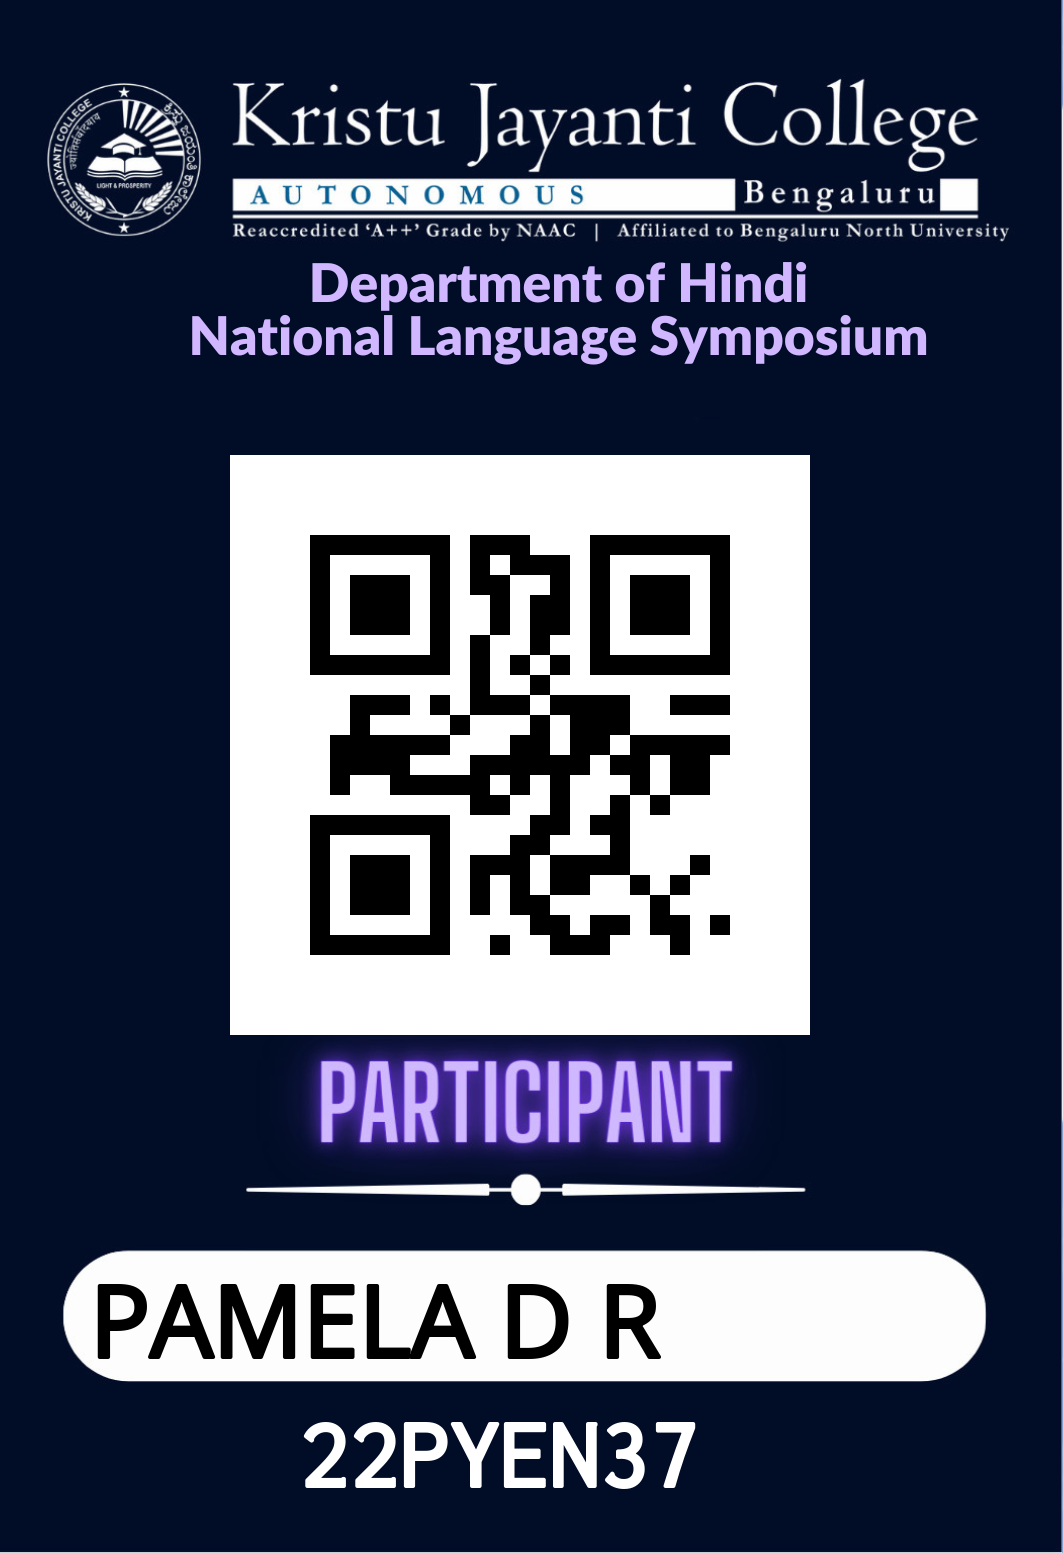 Kristu Jayanti College
AUTONOMOUS Bengaluru
Reaccredited ‘A++’ Grade by NAAC | Affiliated to Bengaluru North University
KRISTU JAYANTI COLLEGE
LIGHT & PROSPERITY
Department of Hindi
National Language Symposium
PARTICIPANT
PAMELA D R
22PYEN37